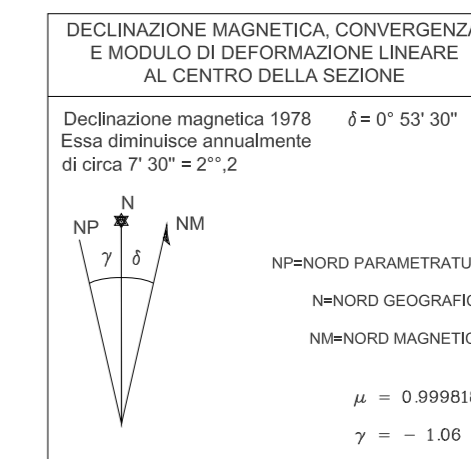 DECLINAZIONE MAGNETICA, CONVERGENZA
E MODULO DI DEFORMAZIONE LINEARE
AL CENTRO DELLA SEZIONE
Declinazione magnetica 1978 δ = 0° 53' 30"
Essa diminuisce annualmente
di circa 7' 30" = 2°°,2
N
NP NM
γ δ
NP=NORD PARAMETRATU
N=NORD GEOGRAFIC
NM=NORD MAGNETIC
μ = 0.999818
γ = - 1.06